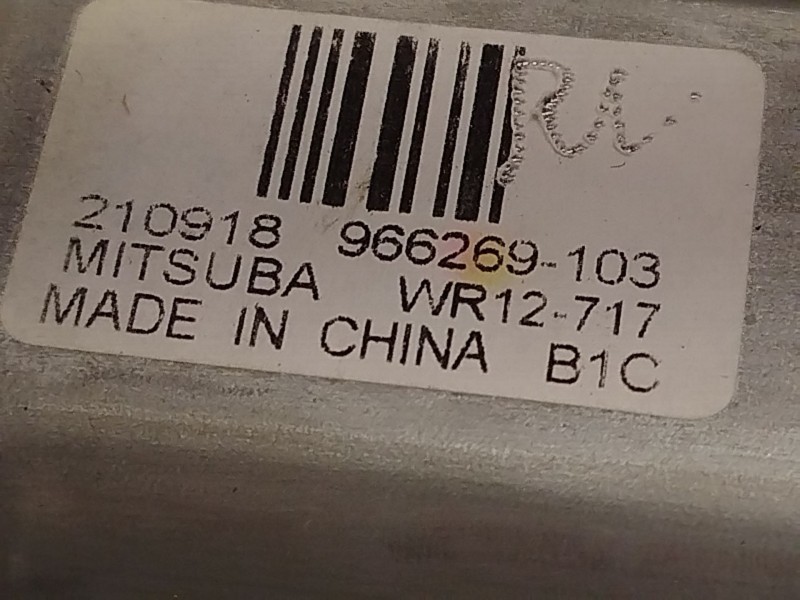 210918 966269-103
MITSUBA WR12-717
MADE IN CHINA B1C